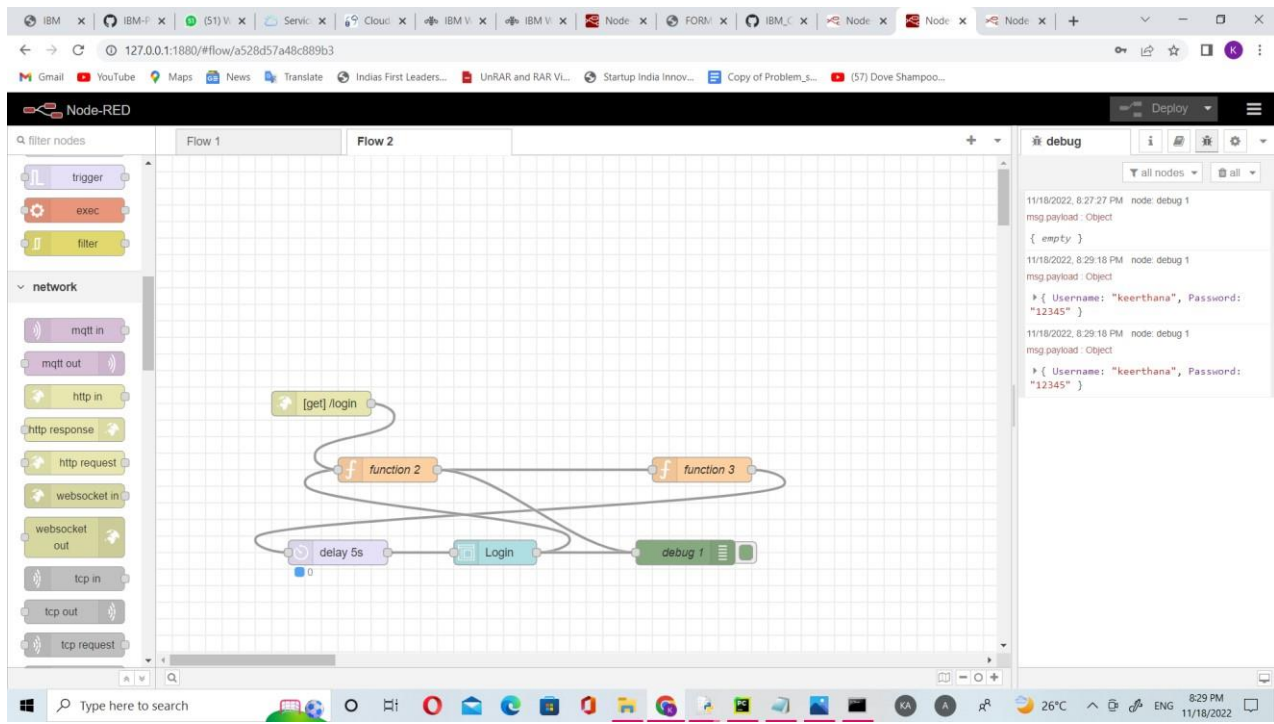 IBM
IBM-P
(51) W
Servic
Clouc
IBM W
IBM W
Node
FORM
IBM_C
Node
Node
Node
127.0.0.1:1880/#flow/a528d57a48c889b3
K
Gmail
YouTube
Maps
News
Translate
Indias First Leaders...
UnRAR and RAR Vi...
Startup India Innov...
Copy of Problem_s...
(57) Dove Shampoo...
Node-RED
Deploy
filter nodes
Flow 1
Flow 2
debug
all nodes
all
trigger
exec
filter
network
mqtt in
mqtt out
http in
http response
http request
websocket in
websocket
out
tcp in
tcp out
tcp request
[get] /login
function 2
function 3
delay 5s
0
Login
debug 1
11/18/2022, 8:27:27 PM node: debug 1
msg.payload : Object
{ empty }
11/18/2022, 8:29:18 PM node: debug 1
msg.payload : Object
{ Username: "keerthana", Password:
"12345" }
11/18/2022, 8:29:18 PM node: debug 1
msg.payload : Object
{ Username: "keerthana", Password:
"12345" }
Type here to search
KA
A
26°C
ENG
8:29 PM
11/18/2022